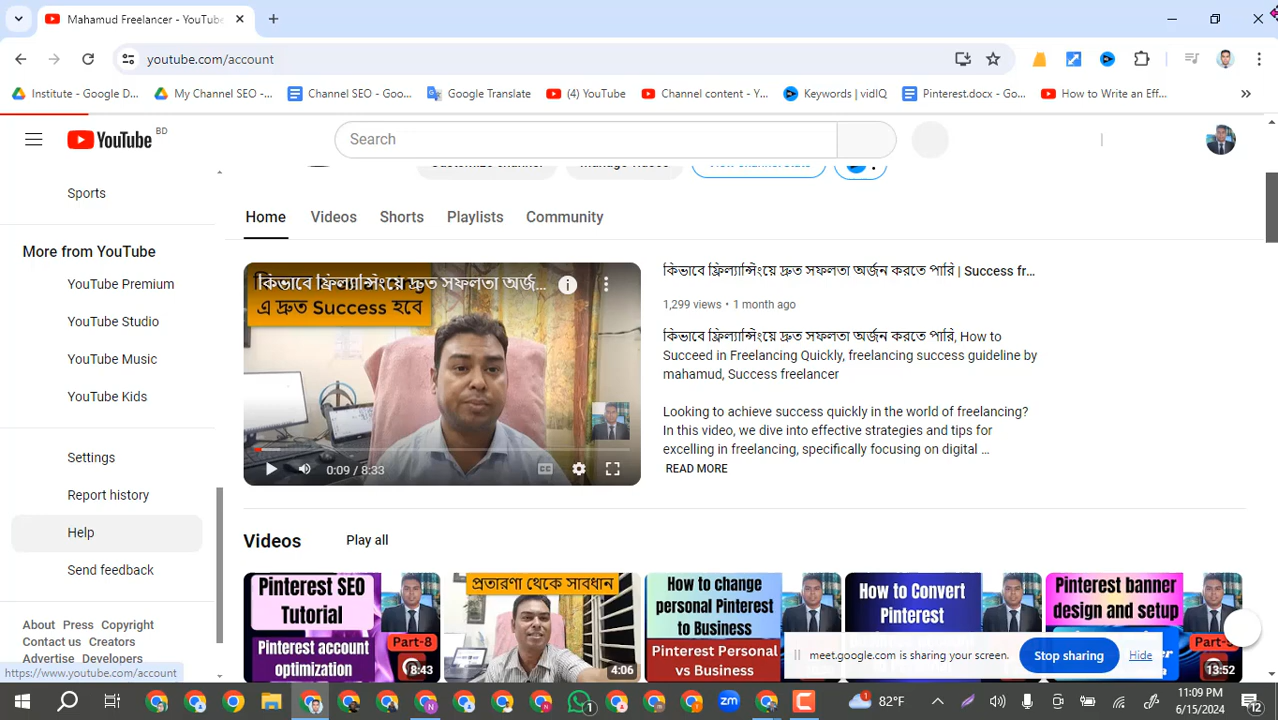 Mahamud Freelancer - YouTube
youtube.com/account
Institute - Google D...
My Channel SEO -...
Channel SEO - Goo...
Google Translate
(4) YouTube
Channel content - Y...
Keywords | vidIQ
Pinterest.docx - Go...
How to Write an Eff...
YouTube BD
Search
Sports
Home
Videos
Shorts
Playlists
Community
More from YouTube
YouTube Premium
YouTube Studio
YouTube Music
YouTube Kids
Settings
Report history
Help
Send feedback
About Press Copyright
Contact us Creators
Advertise Developers
https://www.youtube.com/account
কিভাবে ফ্রিল্যান্সিংয়ে দ্রুত সফলতা অর্জ...
এ দ্রুত Success হবে
0:09 / 8:33
কিভাবে ফ্রিল্যান্সিংয়ে দ্রুত সফলতা অর্জন করতে পারি | Success fr...
1,299 views • 1 month ago
কিভাবে ফ্রিল্যান্সিংয়ে দ্রুত সফলতা অর্জন করতে পারি, How to
Succeed in Freelancing Quickly, freelancing success guideline by
mahamud, Success freelancer
Looking to achieve success quickly in the world of freelancing?
In this video, we dive into effective strategies and tips for
excelling in freelancing, specifically focusing on digital ...
READ MORE
Videos
Play all
Pinterest SEO
Tutorial
Part-8
Pinterest account
optimization
8:43
প্রতারণা থেকে সাবধান
4:06
How to change
personal Pinterest
to Business
Pinterest Personal
vs Business
How to Convert
Pinterest
Pinterest banner
design and setup
18:52
meet.google.com is sharing your screen.
Stop sharing
Hide
zm
1
1
82°F
11:09 PM
6/15/2024
12